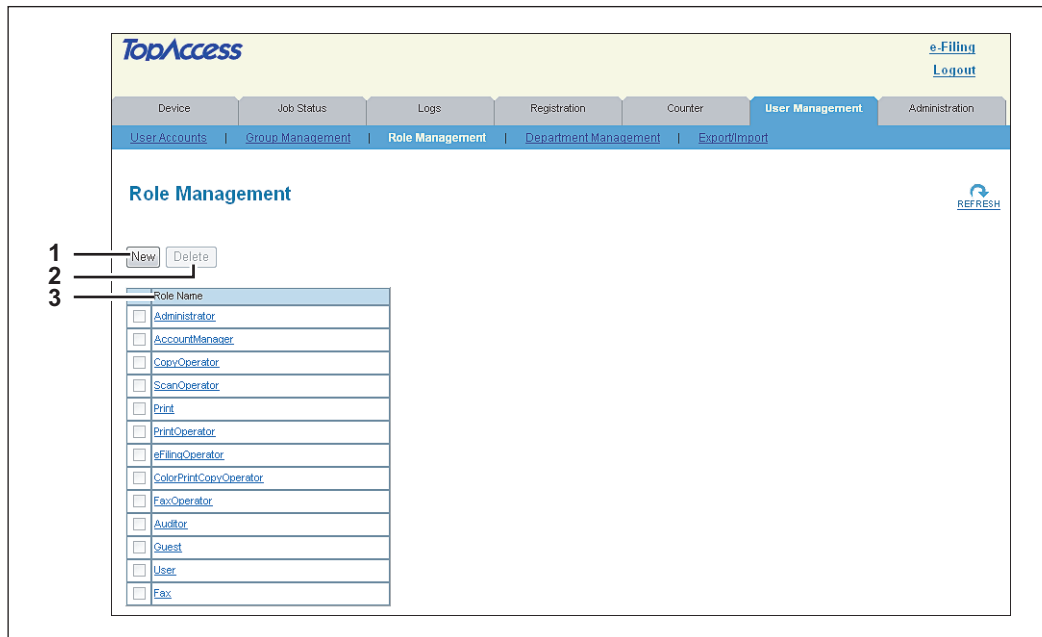 TopAccess
e-Filing
Logout
Device Job Status Logs Registration Counter User Management Administration
User Accounts | Group Management | Role Management | Department Management | Export/Import
Role Management
REFRESH
1
New Delete
2
3
Role Name
Administrator
AccountManager
CopyOperator
ScanOperator
Print
PrintOperator
eFilingOperator
ColorPrintCopyOperator
FaxOperator
Auditor
Guest
User
Fax